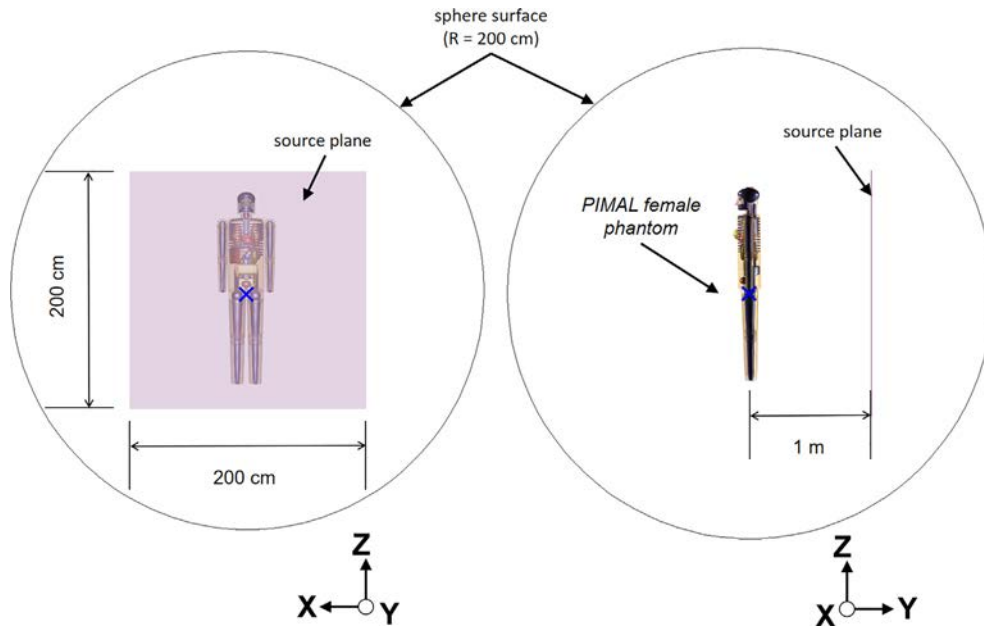 sphere surface
(R = 200 cm)
source plane
source plane
PIMAL female
phantom
200 cm
200 cm
1 m
Z
X
Y
Z
X
Y